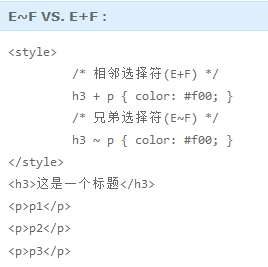 E~F VS. E+F :
<style>
/* 相邻选择符(E+F) */
h3 + p { color: #f00; }
/* 兄弟选择符(E~F) */
h3 ~ p { color: #f00; }
</style>
<h3>这是一个标题</h3>
<p>p1</p>
<p>p2</p>
<p>p3</p>